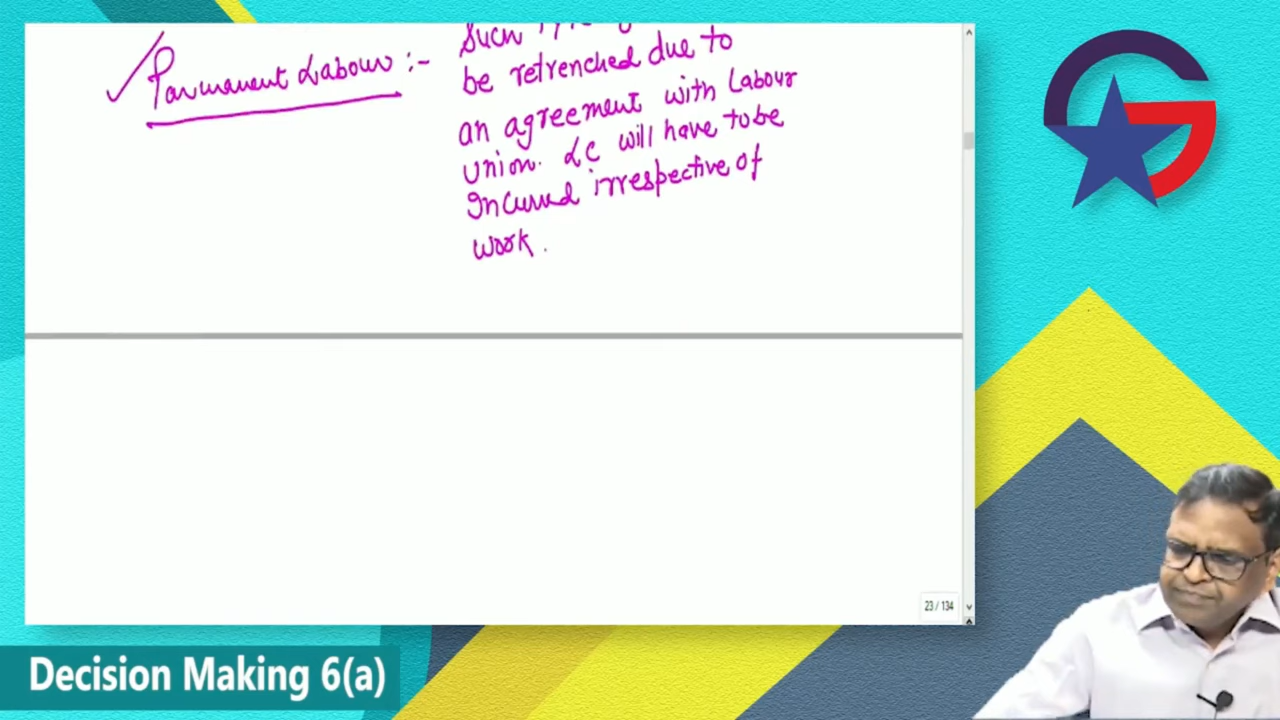 Such
Permanent Labour :-
be retrenched due to
an agreement with Labour
union. LC will have to be
Incurred irrespective of
work.
23 / 134
Decision Making 6(a)